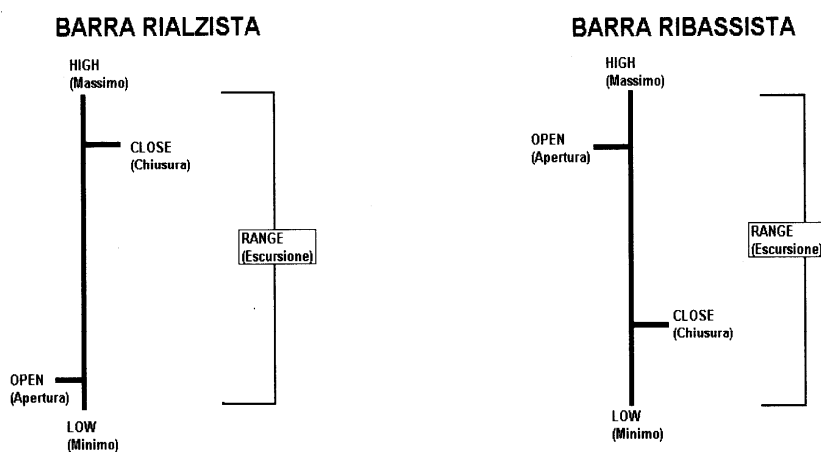 BARRA RIALZISTA
HIGH
(Massimo)
CLOSE
(Chiusura)
RANGE
(Escursione)
OPEN
(Apertura)
LOW
(Minimo)
BARRA RIBASSISTA
HIGH
(Massimo)
OPEN
(Apertura)
RANGE
(Escursione)
CLOSE
(Chiusura)
LOW
(Minimo)